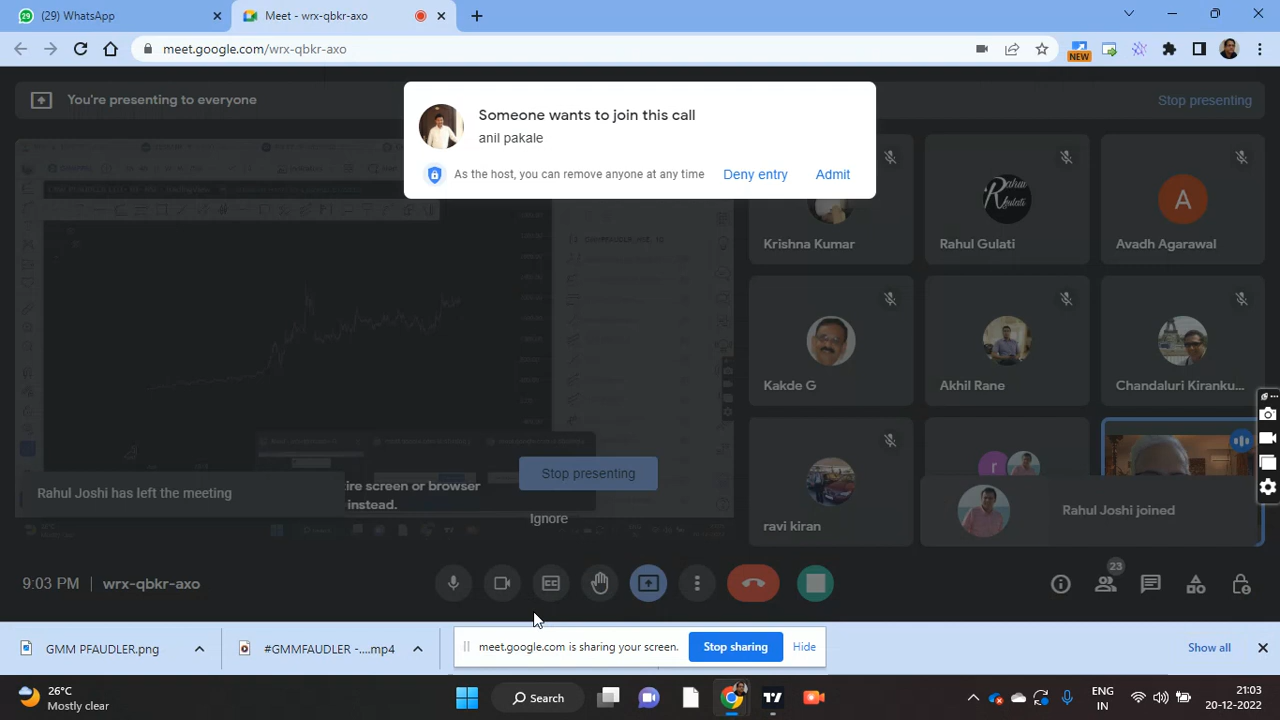 (29) WhatsApp
Meet - wrx-qbkr-axo
meet.google.com/wrx-qbkr-axo
NEW
You're presenting to everyone
Stop presenting
Someone wants to join this call
anil pakale
As the host, you can remove anyone at any time
Deny entry
Admit
Krishna Kumar
Rahul Gulati
A
Avadh Agarwal
Kakde G
Akhil Rane
Chandaluri Kiranku...
Stop presenting
Rahul Joshi has left the meeting
ire screen or browser
instead.
Ignore
ravi kiran
r
Rahul Joshi joined
9:03 PM
wrx-qbkr-axo
23
GMM PFAUDLER.png
#GMMFAUDLER -....mp4
meet.google.com is sharing your screen.
Stop sharing
Hide
Show all
26°C
Mostly clear
Search
ENG
IN
21:03
20-12-2022